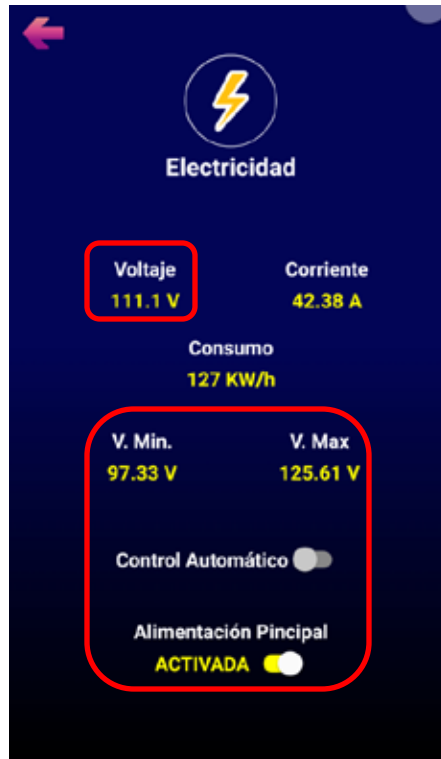 Electricidad
Voltaje Corriente
111.1 V 42.38 A
Consumo
127 KW/h
V. Min. V. Max
97.33 V 125.61 V
Control Automático
Alimentación Pincipal
ACTIVADA